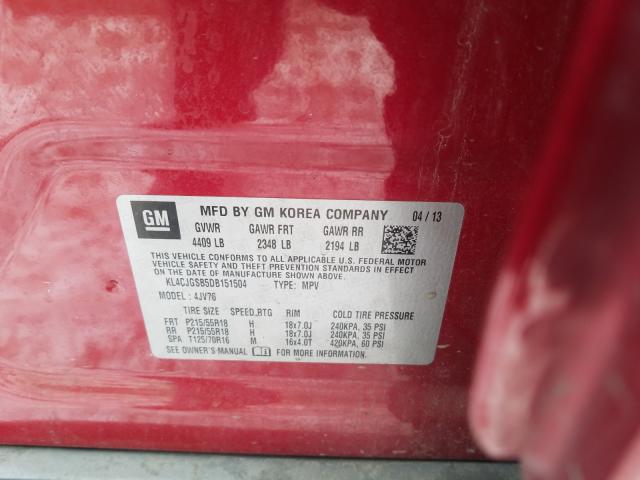 GM
MFD BY GM KOREA COMPANY 04 / 13
GVWR GAWR FRT GAWR RR
4409 LB 2348 LB 2194 LB
THIS VEHICLE CONFORMS TO ALL APPLICABLE U.S. FEDERAL MOTOR
VEHICLE SAFETY, BUMPER, AND THEFT PREVENTION STANDARDS IN EFFECT
ON THE DATE OF MANUFACTURE SHOWN ABOVE.
KL4CJGSB5DB151504 TYPE: MPV
MODEL: 4JV76
TIRE SIZE SPEED,RTG RIM COLD TIRE PRESSURE
FRT P215/55R18 H 18x7.0J 240KPA, 35 PSI
RR P215/55R18 H 18x7.0J 240KPA, 35 PSI
SPA T125/70R16 M 16x4.0T 420KPA, 60 PSI
SEE OWNER'S MANUAL FOR MORE INFORMATION.